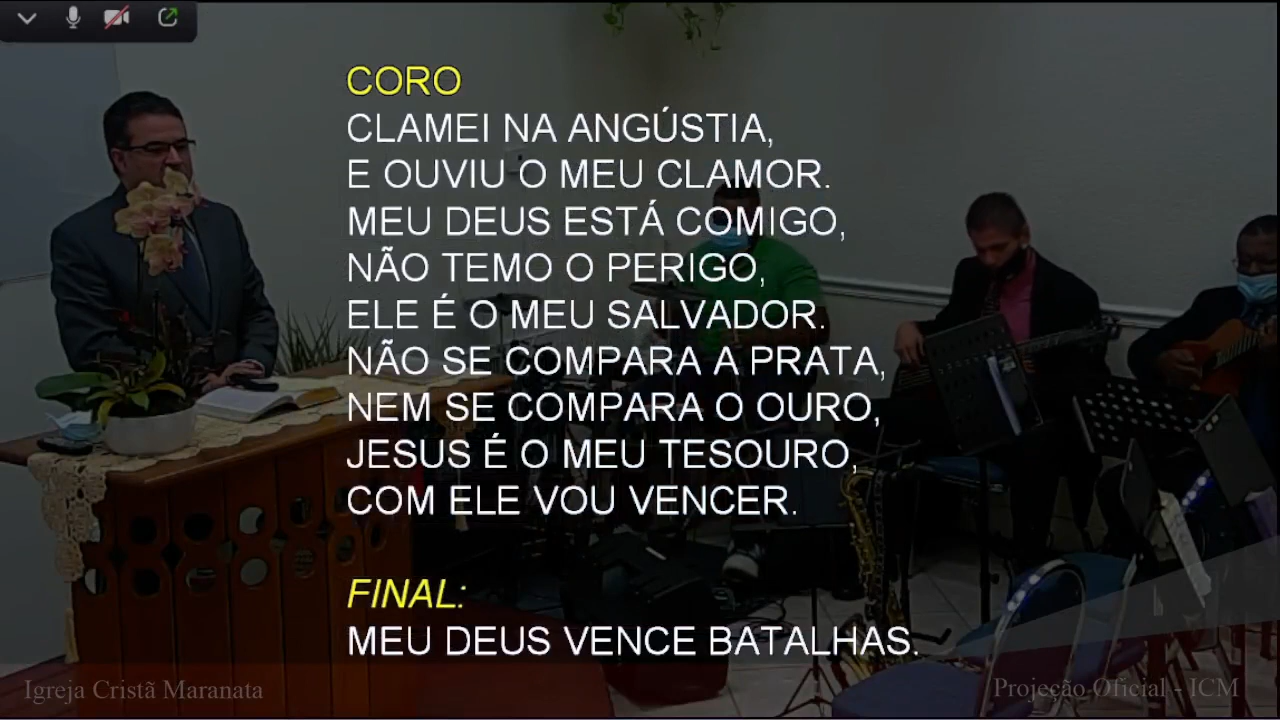 CORO
CLAMEI NA ANGÚSTIA,
E OUVIU O MEU CLAMOR.
MEU DEUS ESTÁ COMIGO,
NÃO TEMO O PERIGO,
ELE É O MEU SALVADOR.
NÃO SE COMPARA A PRATA,
NEM SE COMPARA O OURO,
JESUS É O MEU TESOURO,
COM ELE VOU VENCER.
FINAL:
MEU DEUS VENCE BATALHAS.
Igreja Cristã Maranata
Projeção Oficial - ICM